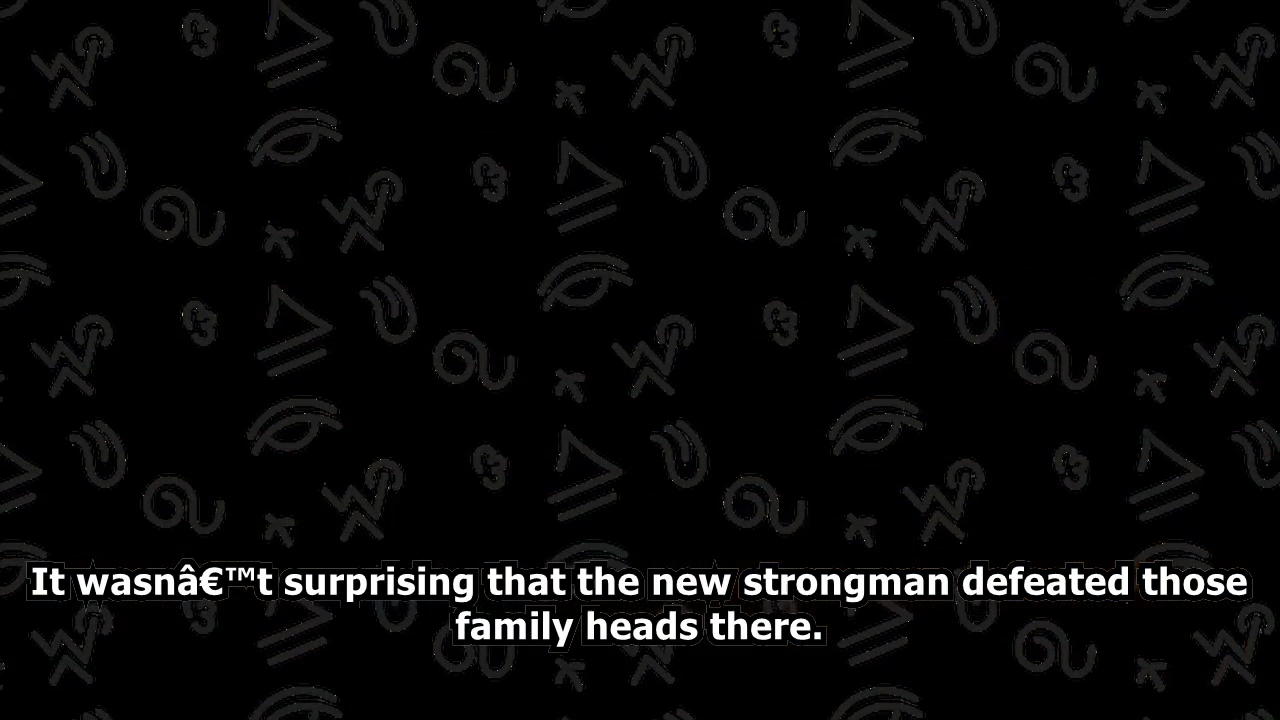 It wasnâ€™t surprising that the new strongman defeated those
family heads there.